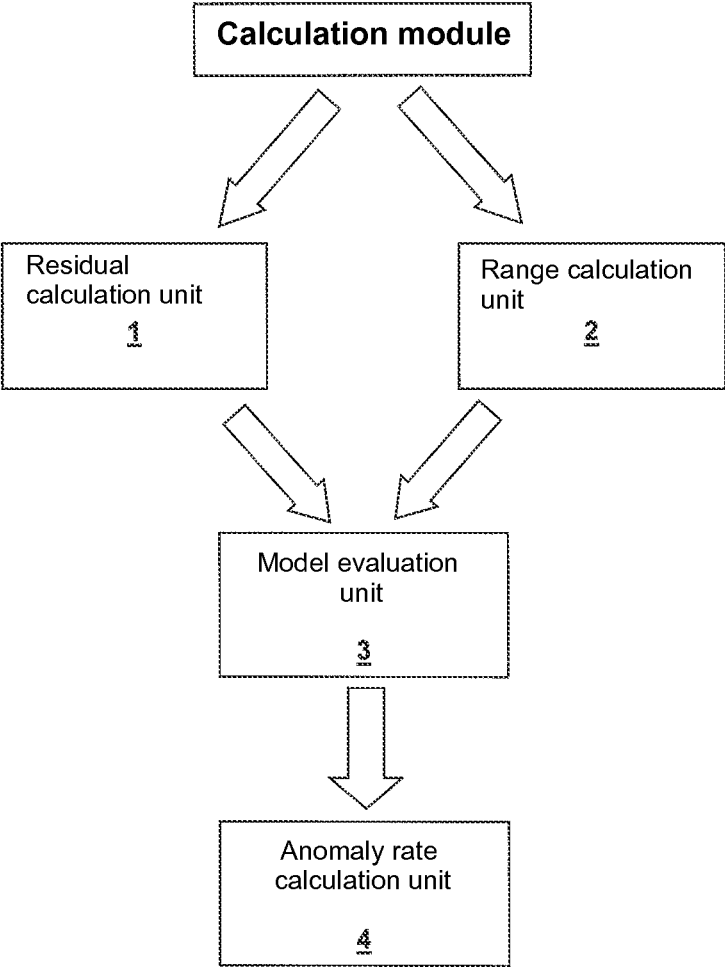 Calculation module
Residual
calculation unit
1
Range calculation
unit
2
Model evaluation
unit
3
Anomaly rate
calculation unit
4